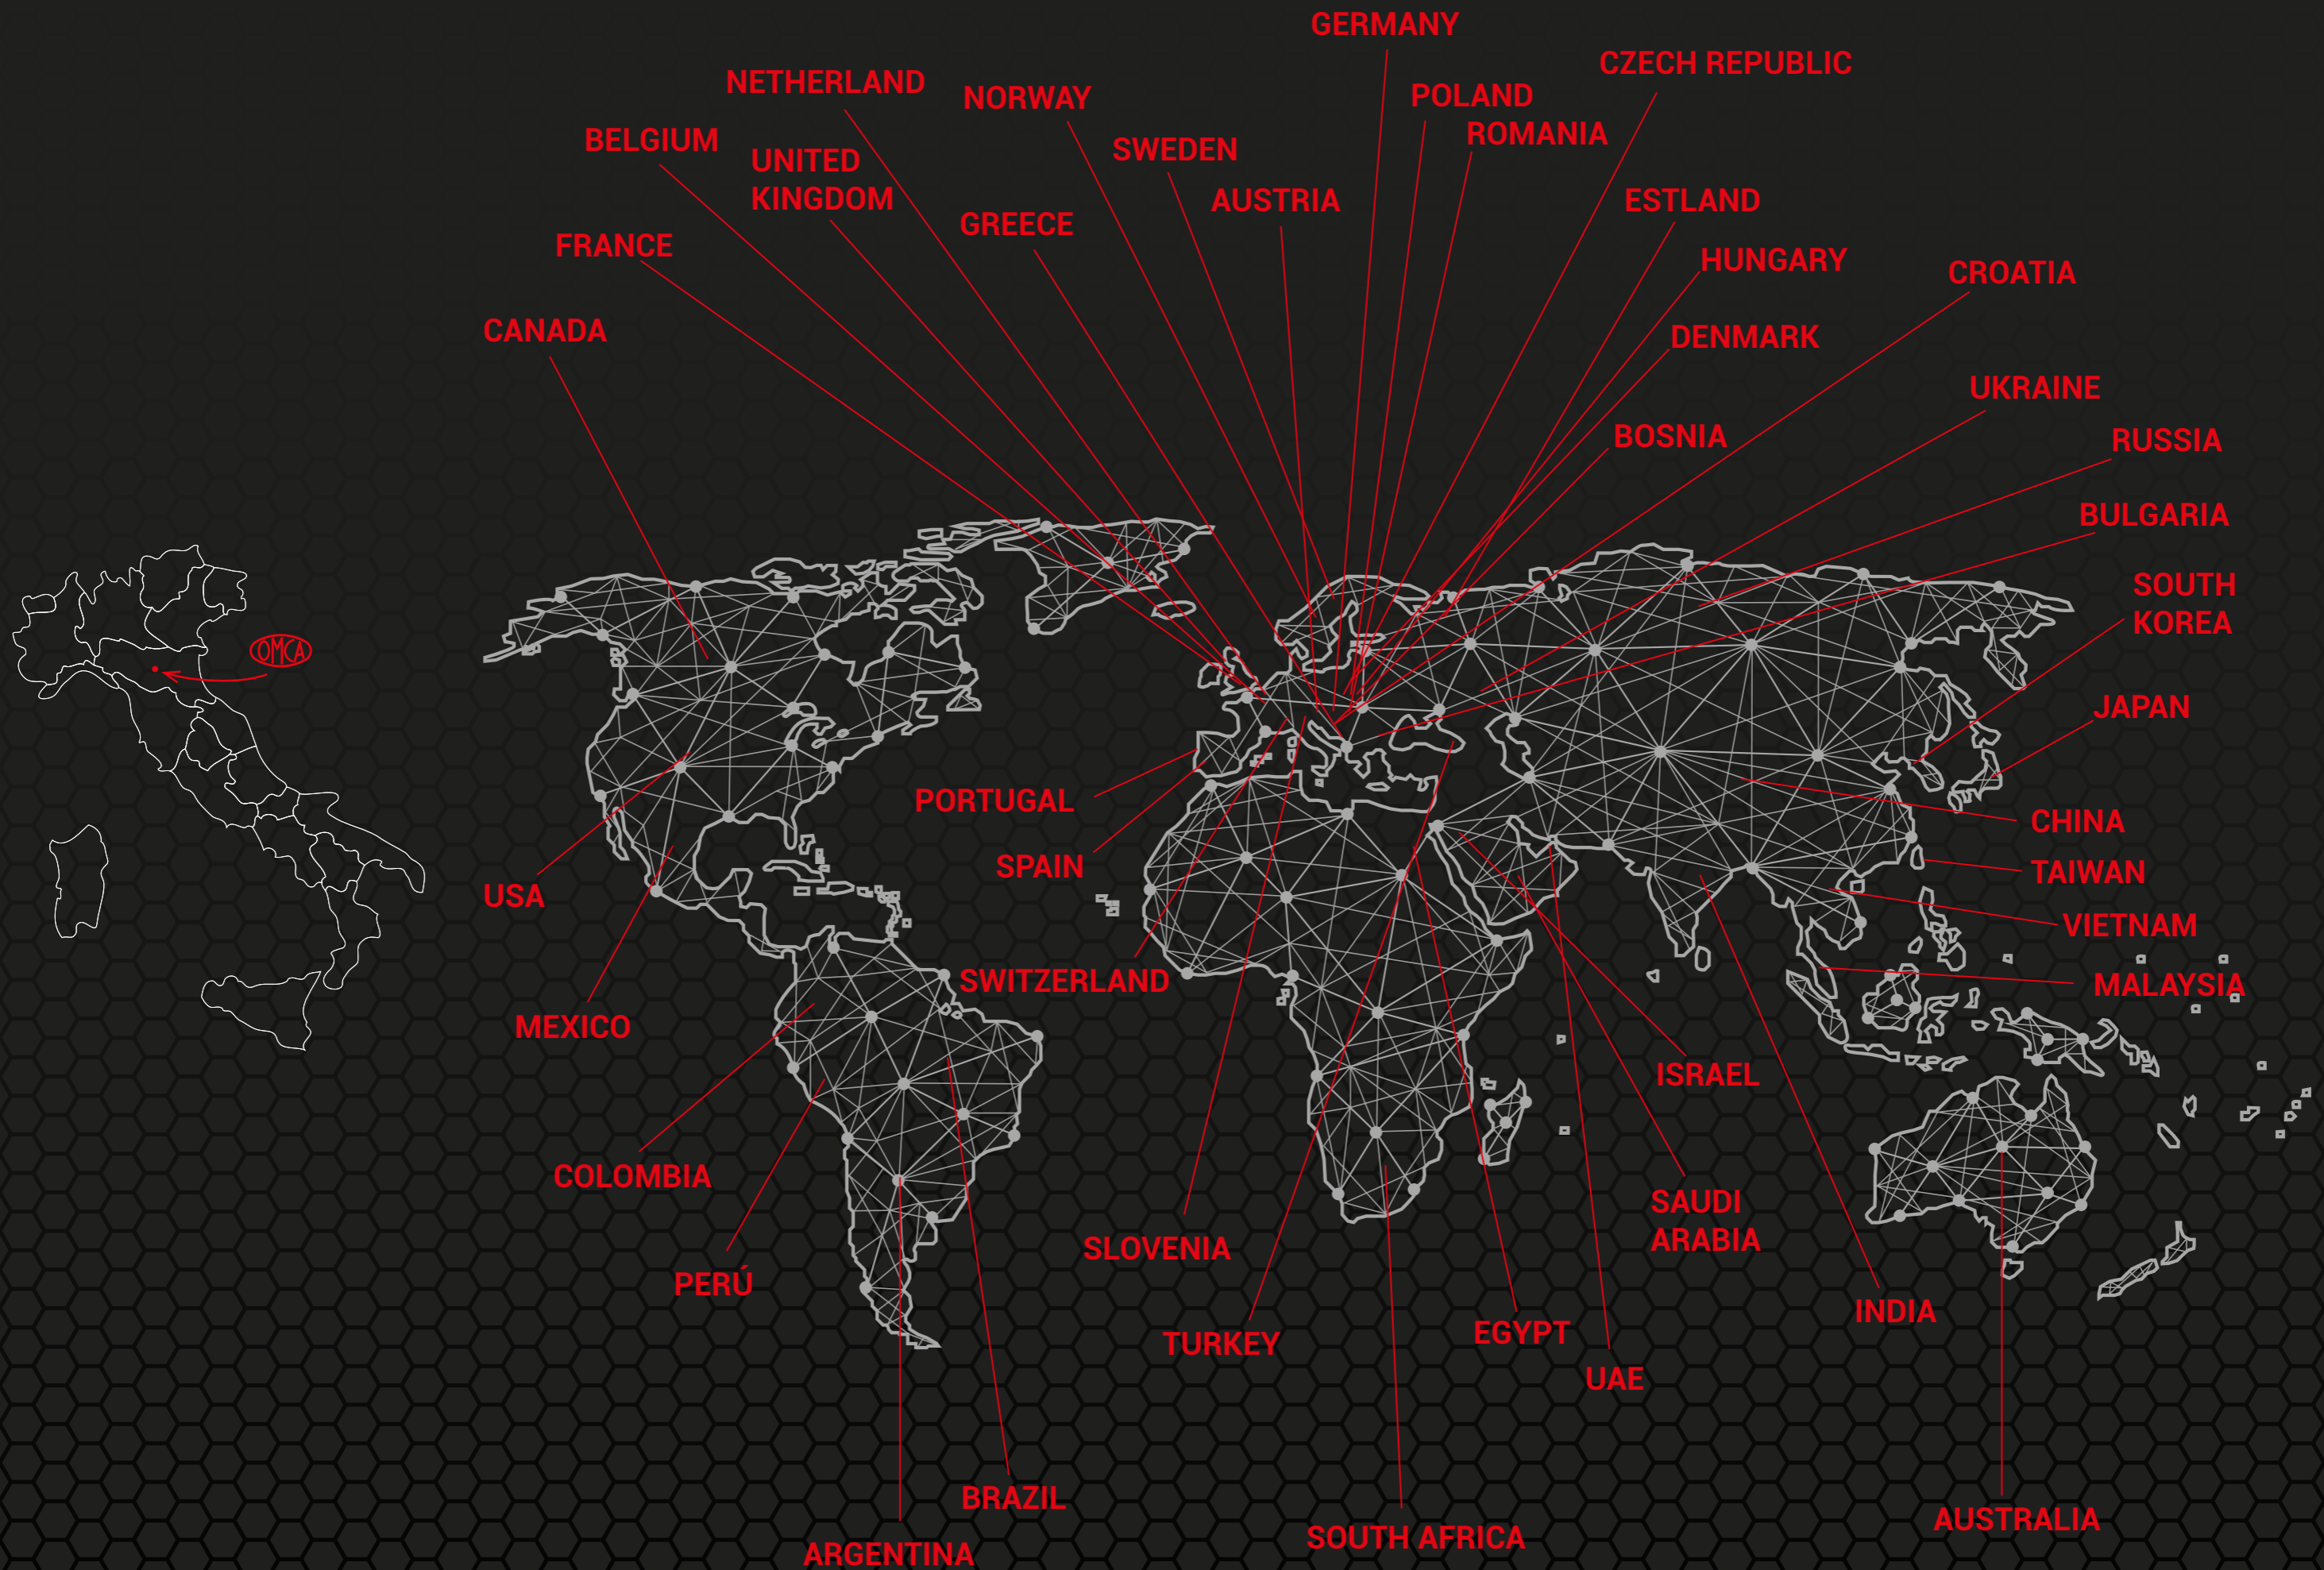 GERMANY
CZECH REPUBLIC
NETHERLAND
NORWAY
POLAND
ROMANIA
BELGIUM
SWEDEN
UNITED
KINGDOM
AUSTRIA
ESTLAND
GREECE
FRANCE
HUNGARY
CROATIA
CANADA
DENMARK
UKRAINE
BOSNIA
RUSSIA
BULGARIA
SOUTH
KOREA
OMCA
JAPAN
PORTUGAL
CHINA
SPAIN
TAIWAN
USA
VIETNAM
SWITZERLAND
MALAYSIA
MEXICO
ISRAEL
COLOMBIA
SAUDI
ARABIA
SLOVENIA
PERÚ
INDIA
TURKEY
EGYPT
UAE
BRAZIL
AUSTRALIA
SOUTH AFRICA
ARGENTINA